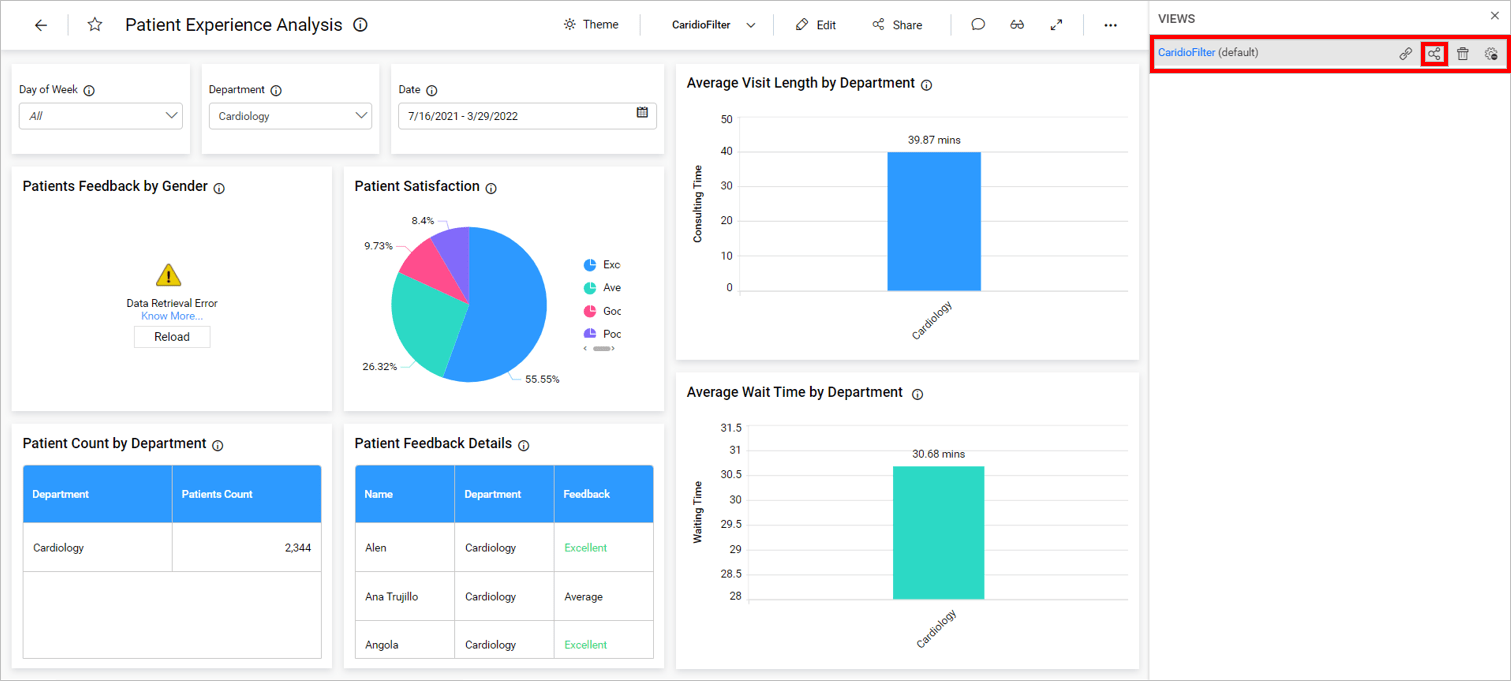 Patient Experience Analysis
Theme
CaridioFilter
Edit
Share
VIEWS
CaridioFilter (default)
Day of Week
All
Department
Cardiology
Date
7/16/2021 - 3/29/2022
Patients Feedback by Gender
Data Retrieval Error
Know More...
Reload
Patient Satisfaction
8.4%
9.73%
26.32%
55.55%
Exc
Ave
Goc
Poc
Average Visit Length by Department
Consulting Time
50
40
30
20
10
0
39.87 mins
Cardiology
Average Wait Time by Department
Waiting Time
31.5
31
30.5
30
29.5
29
28.5
28
30.68 mins
Cardiology
Patient Count by Department
Department Patients Count
Cardiology 2,344
Patient Feedback Details
Name Department Feedback
Alen Cardiology Excellent
Ana Trujillo Cardiology Average
Angola Cardiology Excellent